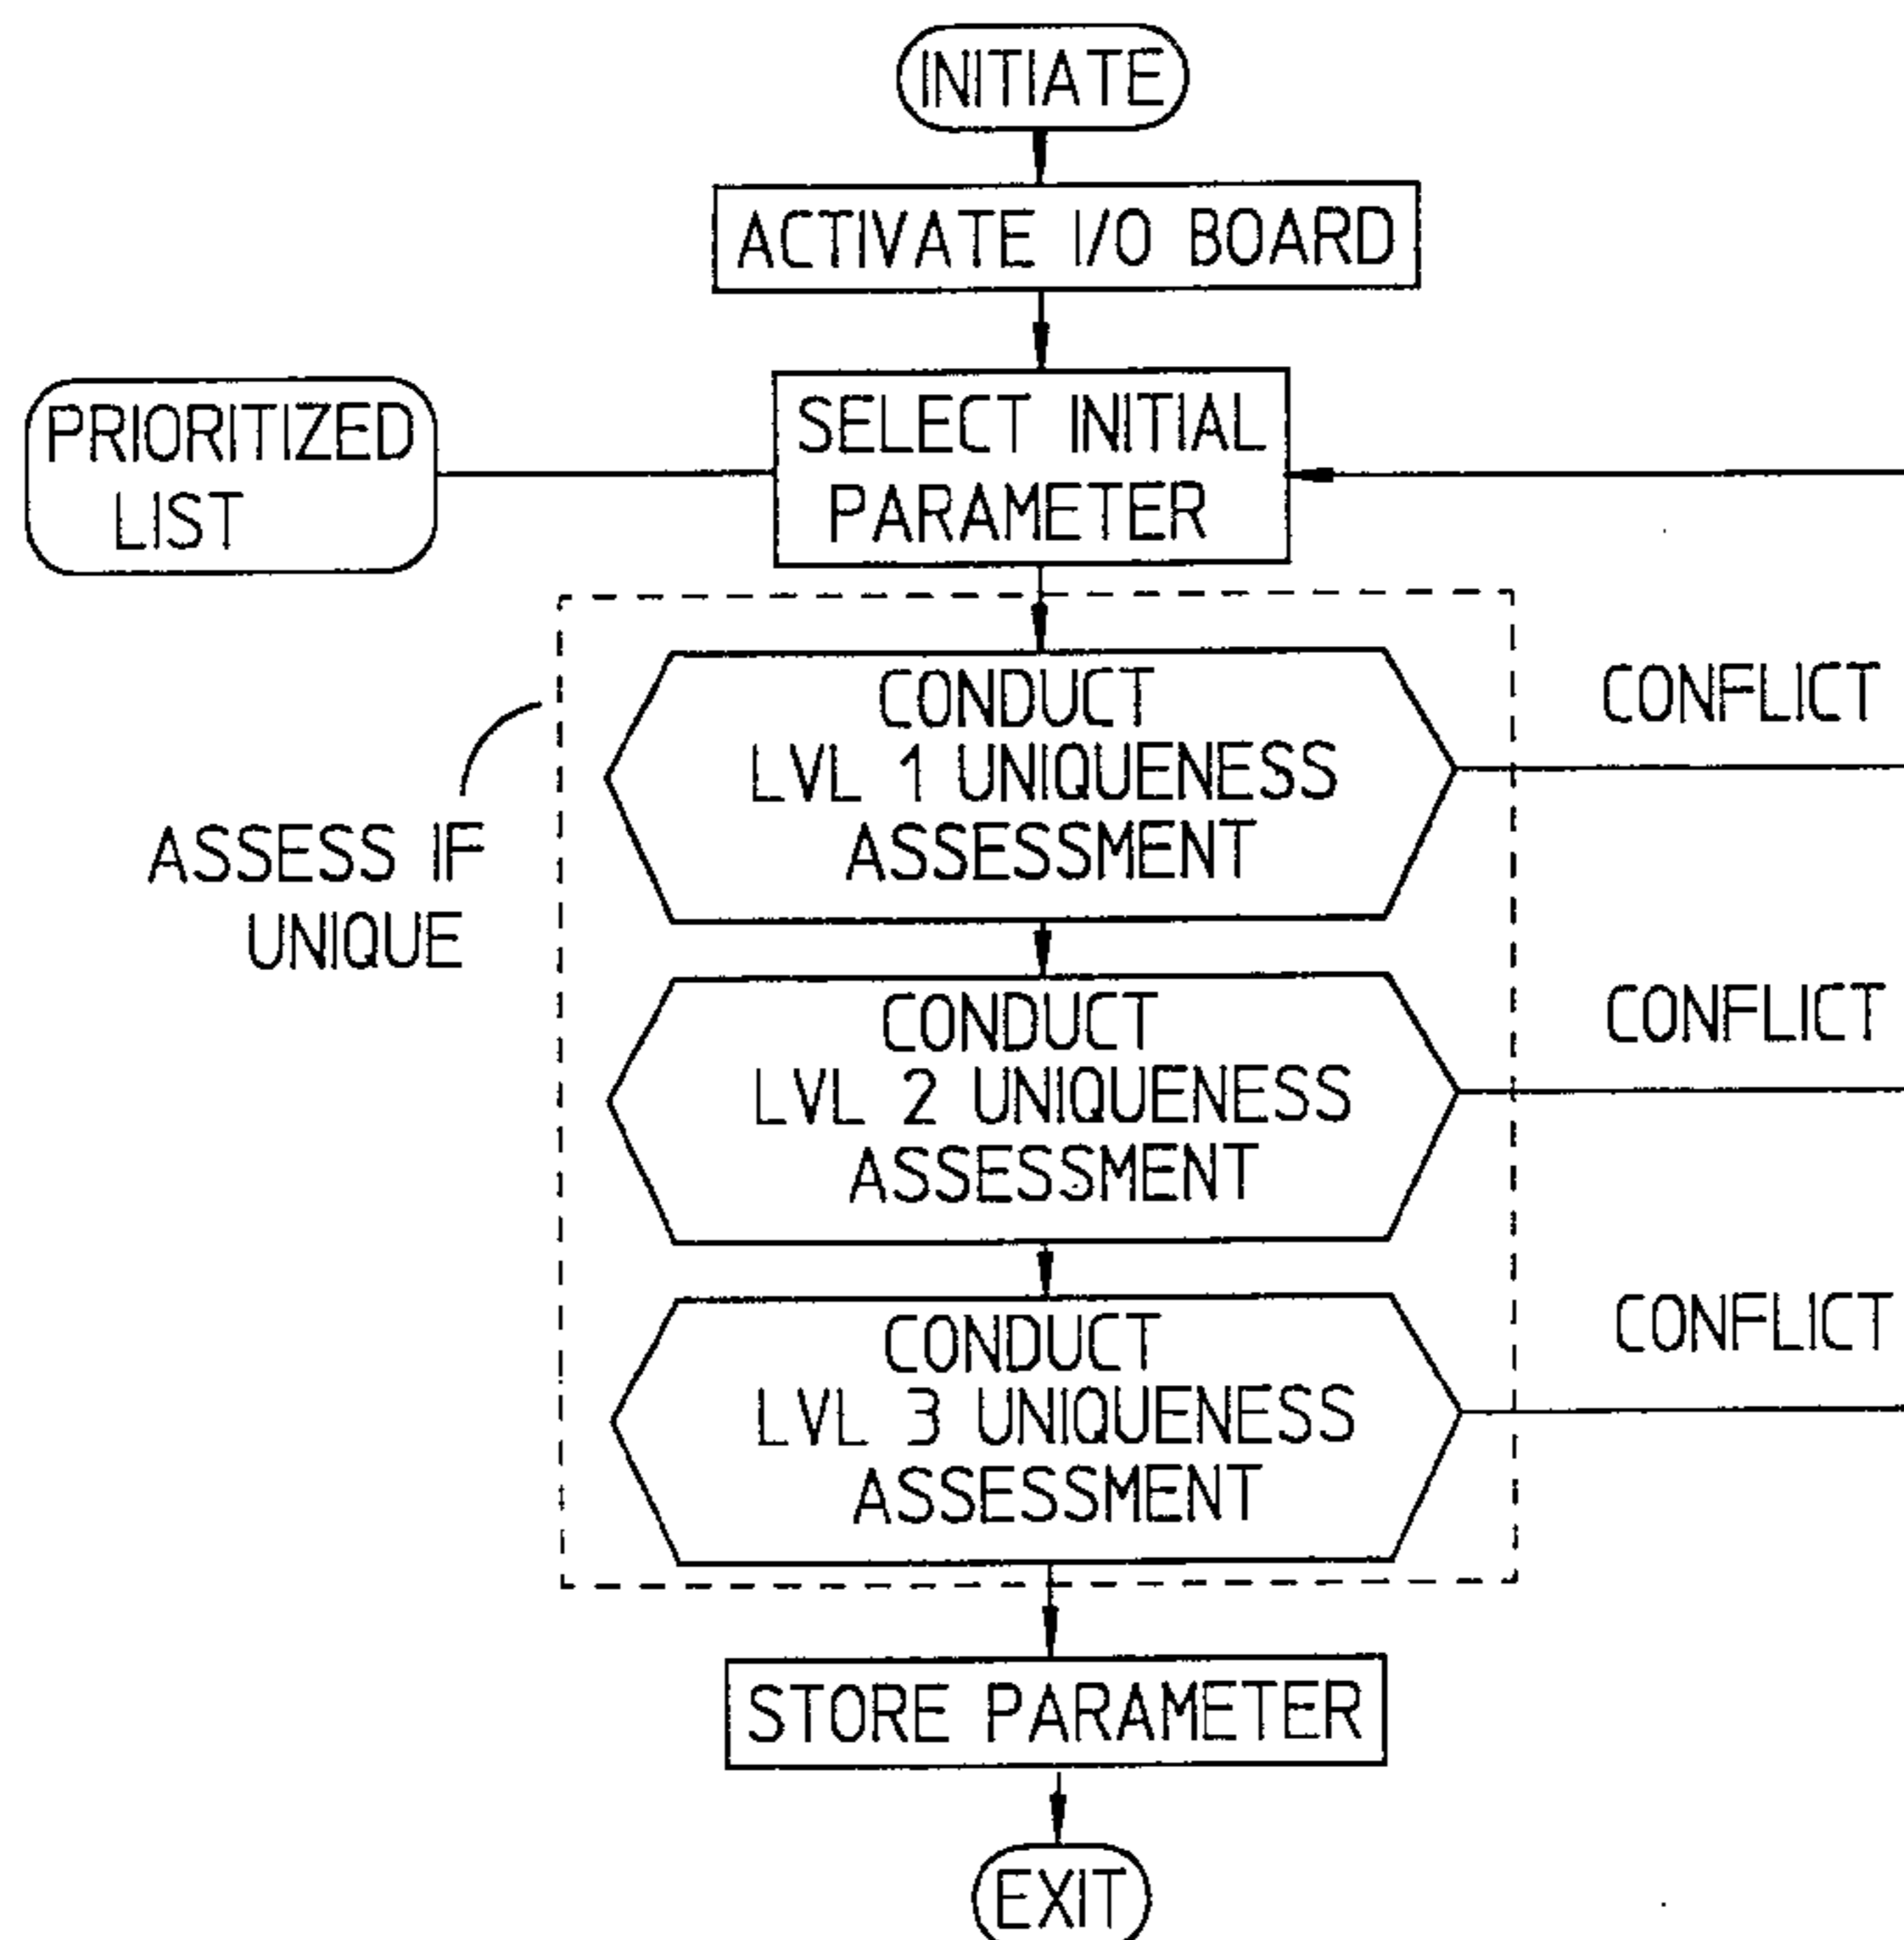 INITIATE
ACTIVATE I/O BOARD
PRIORITIZED
LIST
SELECT INITIAL
PARAMETER
CONDUCT
LVL 1 UNIQUENESS
ASSESSMENT
CONFLICT
ASSESS IF
UNIQUE
CONDUCT
LVL 2 UNIQUENESS
ASSESSMENT
CONFLICT
CONDUCT
LVL 3 UNIQUENESS
ASSESSMENT
CONFLICT
STORE PARAMETER
EXIT